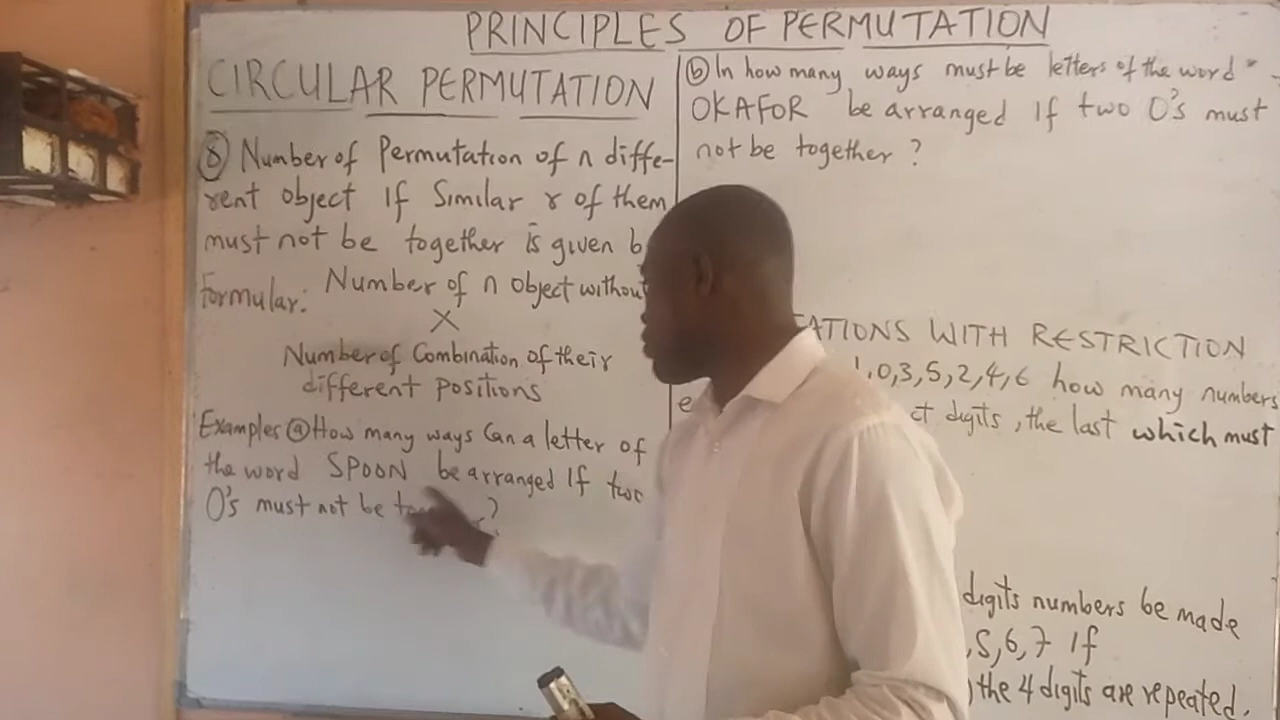 PRINCIPLES OF PERMUTATION
CIRCULAR PERMUTATION
⑧ Number of Permutation of n diffe-
rent object If Similar r of them
must not be together is given b
Formular: Number of n object without
X
Number of Combination of their
different positions
Examples ⓐ How many ways Can a letter of
the word SPOON be arranged If two
O's must not be ?
ⓑ In how many ways must be letters of the word "
OKAFOR be arranged If two O's must
not be together ?
ATIONS WITH RESTRICTION
1,0,3,5,2,4,6 how many numbers
ct digits, the last which must
digits numbers be made
,5,6,7 If
) the 4 digits are repeated.